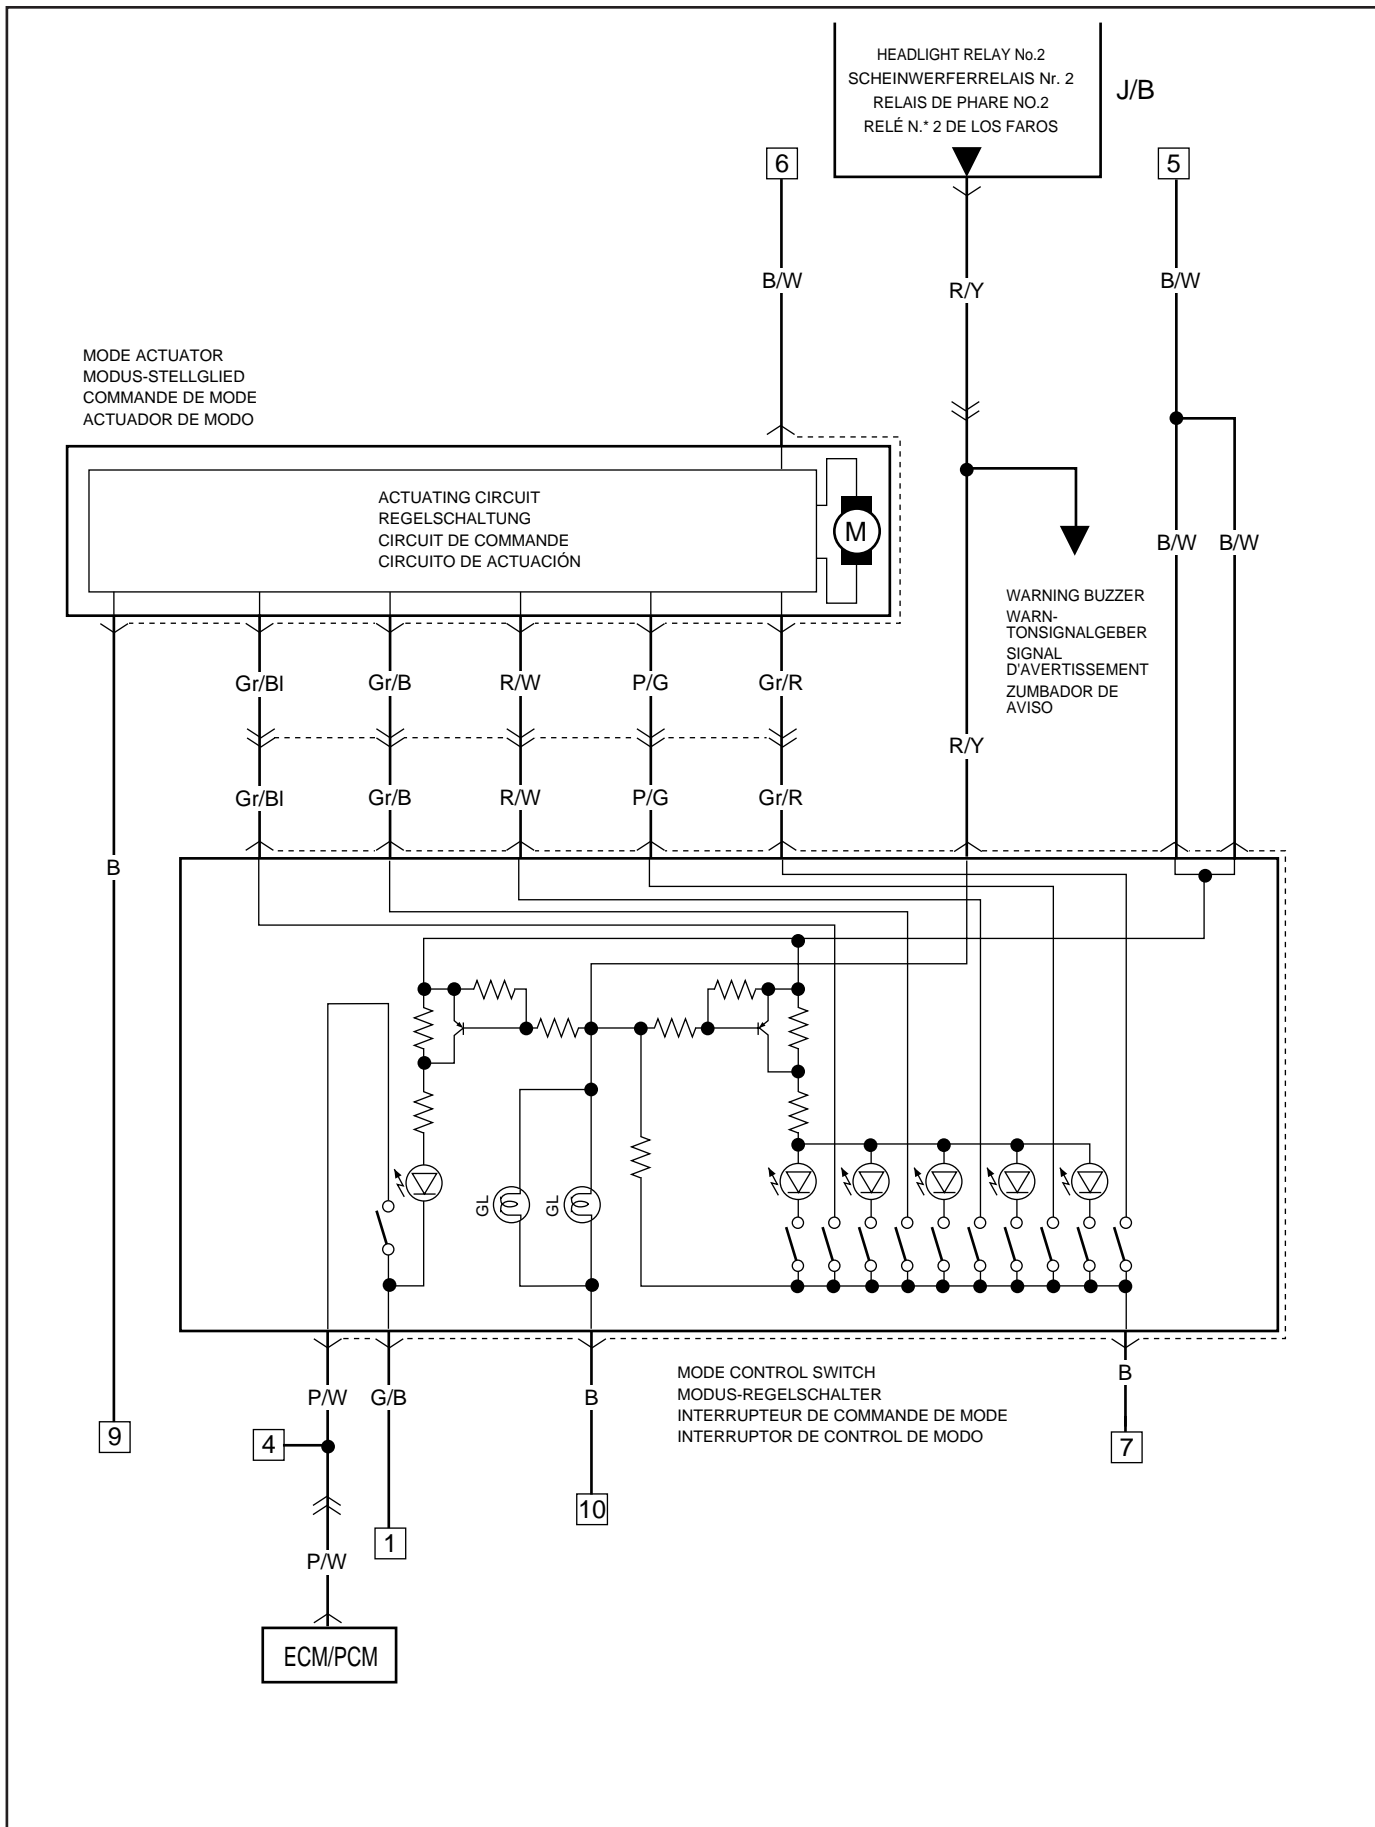 HEADLIGHT RELAY No.2
SCHEINWERFERRELAIS Nr. 2
RELAIS DE PHARE NO.2
RELÉ N.* 2 DE LOS FAROS
J/B
6
5
B/W
R/Y
B/W
MODE ACTUATOR
MODUS-STELLGLIED
COMMANDE DE MODE
ACTUADOR DE MODO
ACTUATING CIRCUIT
REGELSCHALTUNG
CIRCUIT DE COMMANDE
CIRCUITO DE ACTUACIÓN
M
B/W
B/W
WARNING BUZZER
WARN-
TONSIGNALGEBER
SIGNAL
D'AVERTISSEMENT
ZUMBADOR DE
AVISO
Gr/Bl
Gr/B
R/W
P/G
Gr/R
R/Y
Gr/Bl
Gr/B
R/W
P/G
Gr/R
B
GL
GL
MODE CONTROL SWITCH
MODUS-REGELSCHALTER
INTERRUPTEUR DE COMMANDE DE MODE
INTERRUPTOR DE CONTROL DE MODO
P/W
G/B
B
B
9
4
7
10
1
P/W
ECM/PCM